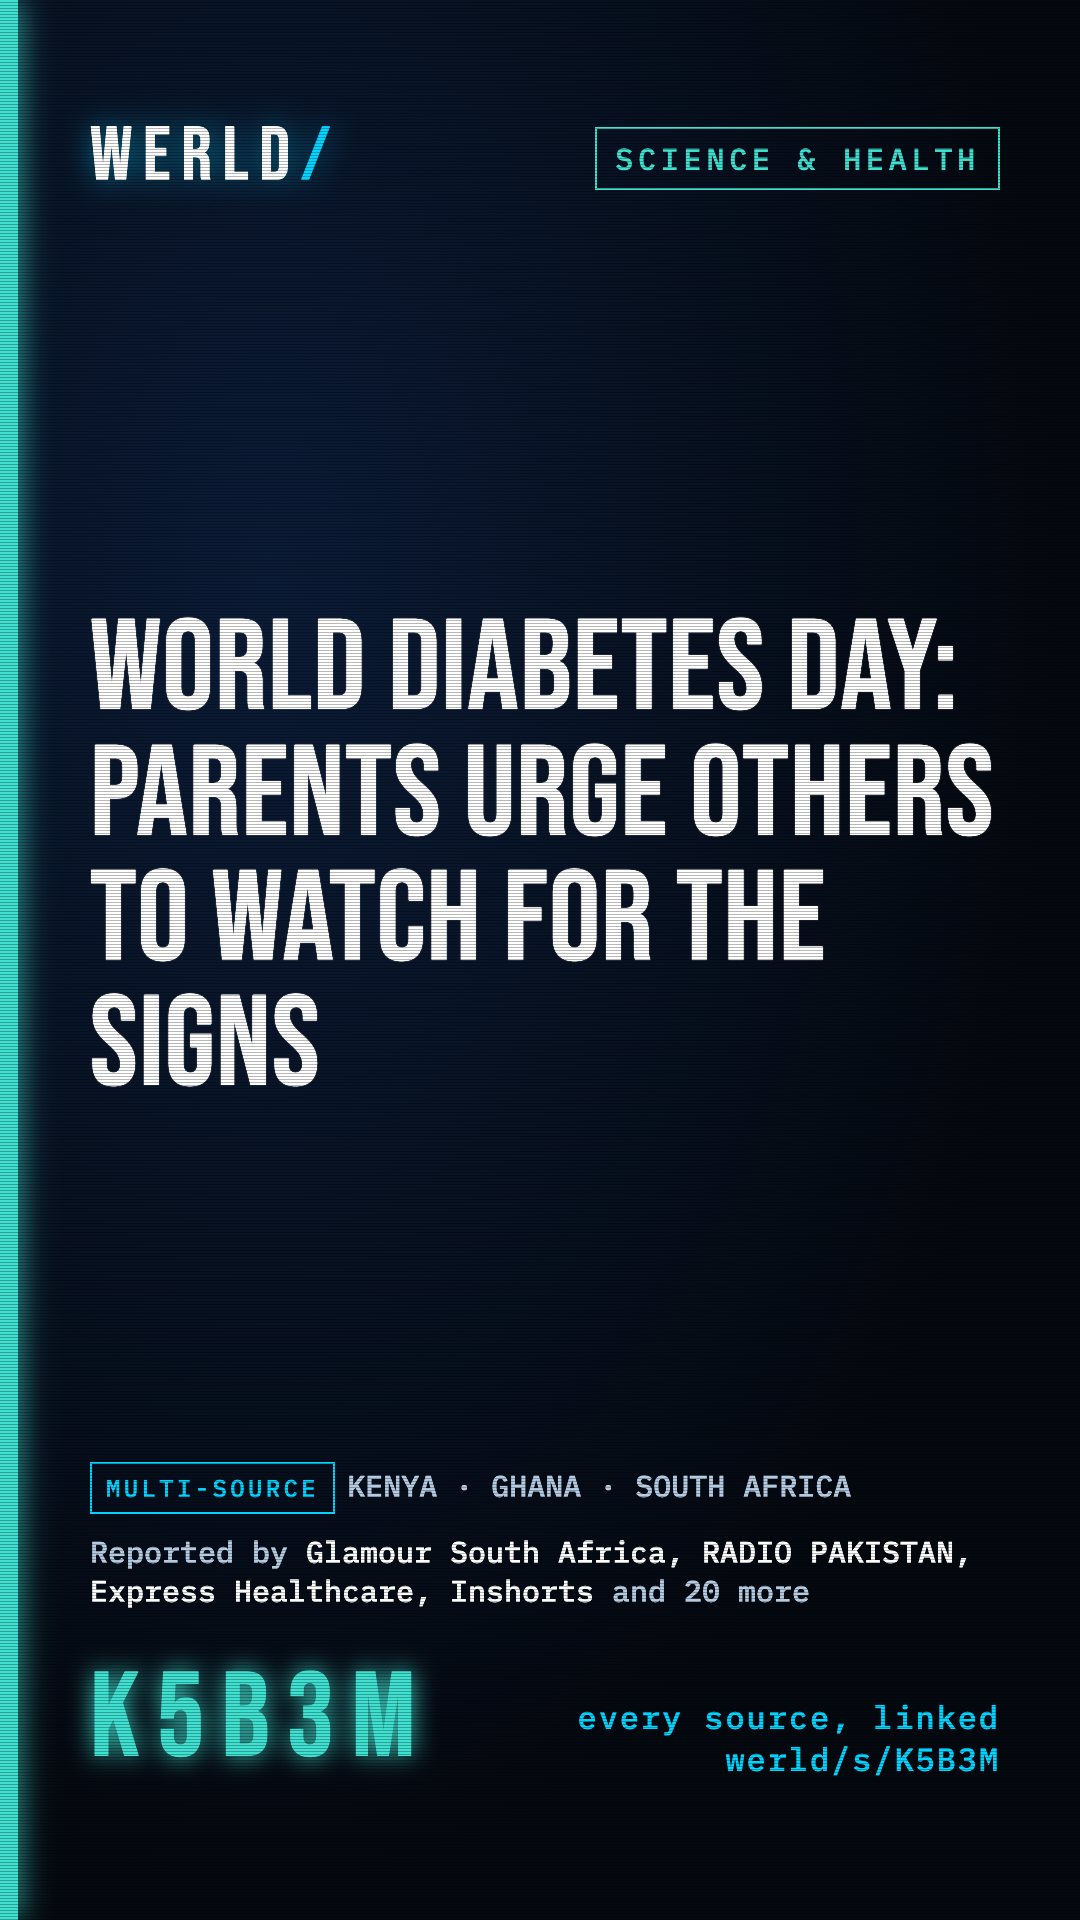 WERLD/
SCIENCE & HEALTH
WORLD DIABETES DAY:
PARENTS URGE OTHERS
TO WATCH FOR THE
SIGNS
MULTI-SOURCE KENYA · GHANA · SOUTH AFRICA
Reported by Glamour South Africa, RADIO PAKISTAN,
Express Healthcare, Inshorts and 20 more
K5B3M
every source, linked
werld/s/K5B3M